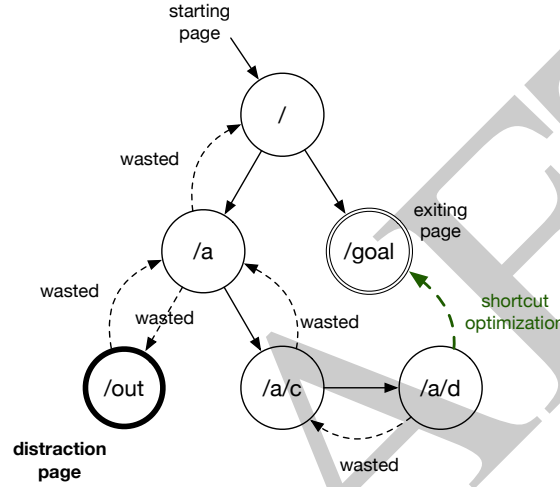 starting
page
/
wasted
/a
/goal
exiting
page
wasted
wasted
wasted
shortcut
optimization
/out
/a/c
/a/d
distraction
page
wasted